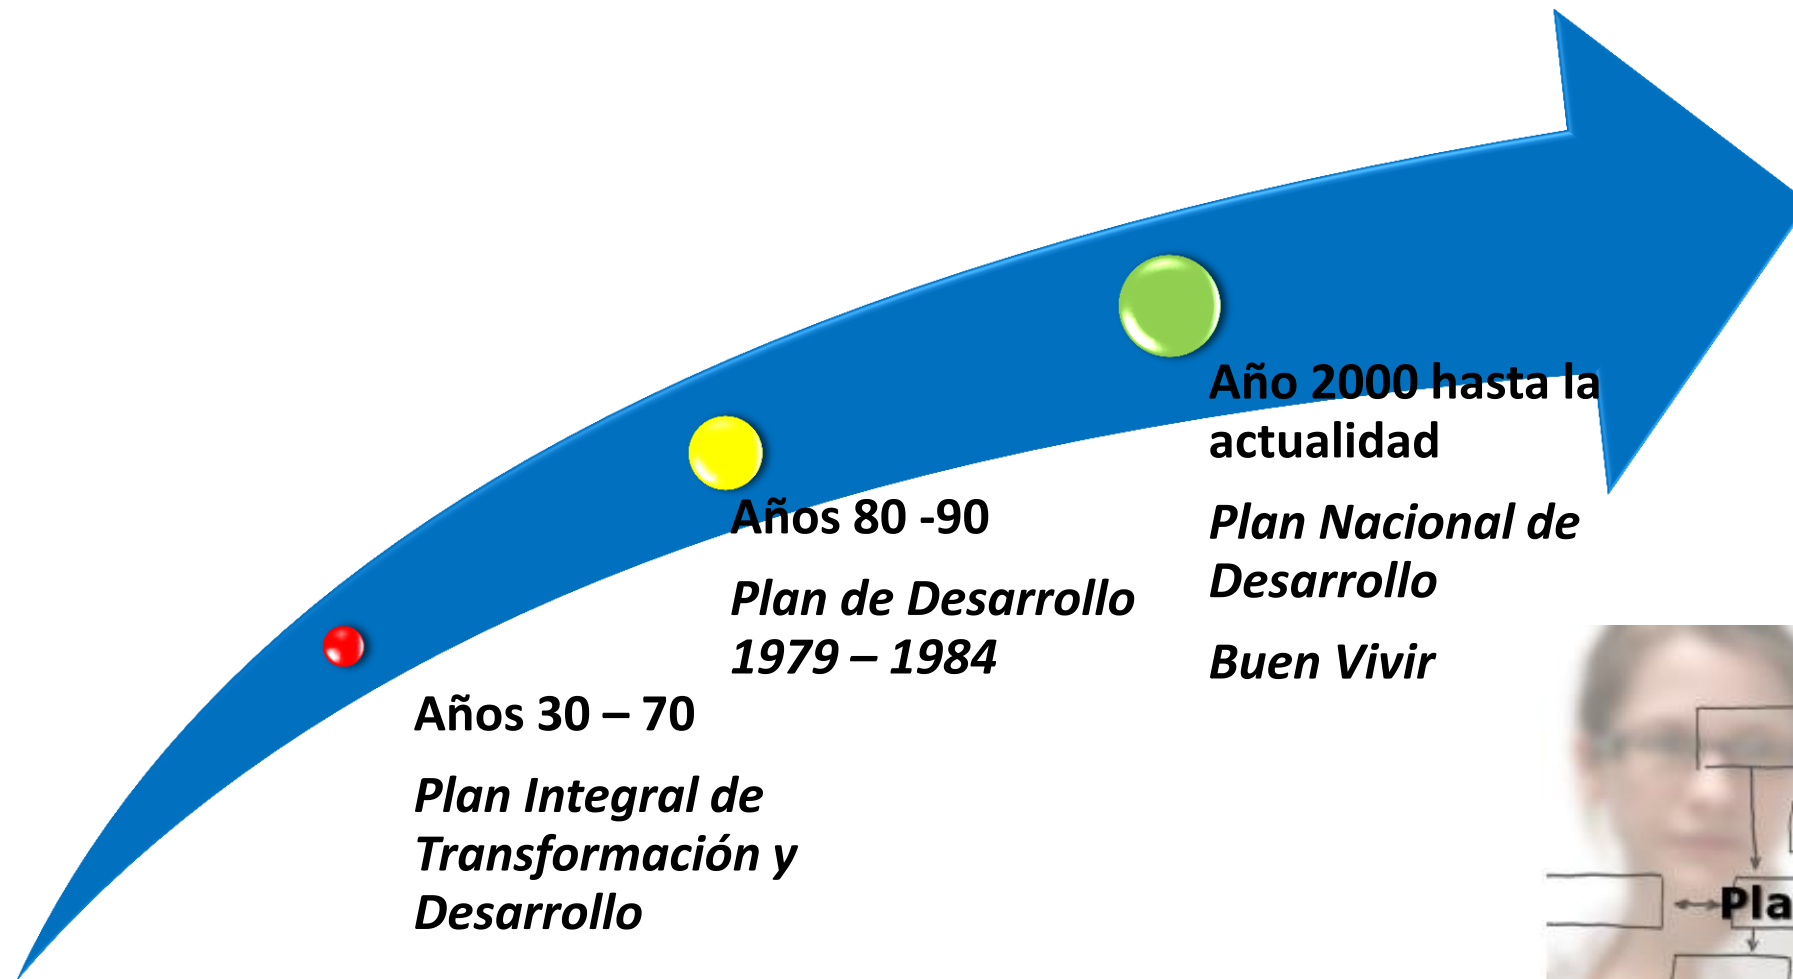 Años 30 – 70
Plan Integral de
Transformación y
Desarrollo
Años 80 -90
Plan de Desarrollo
1979 – 1984
Año 2000 hasta la
actualidad
Plan Nacional de
Desarrollo
Buen Vivir
Pla